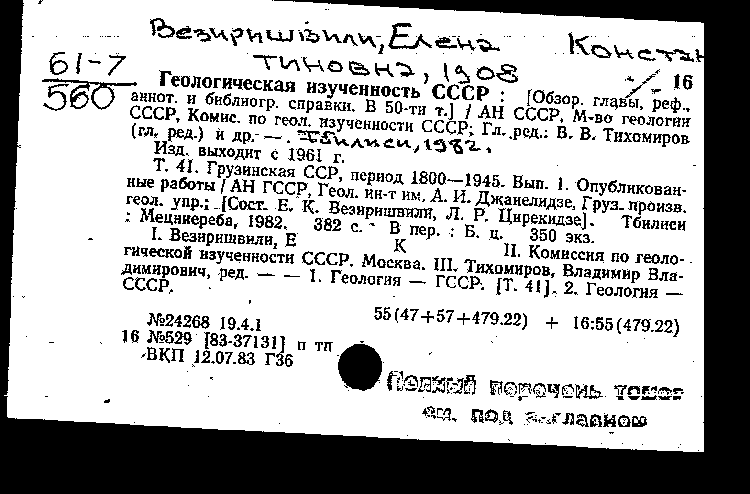 Везиришвили, Елена Констан
тиновна, 1908
61-7
560
16
Геологическая изученность СССР : [Обзор. главы, реф.,
аннот. и библиогр. справки. В 50-ти т.] / АН СССР, М-во геологии
СССР, Комис. по геол. изученности СССР; Гл. ред.: В. В. Тихомиров
(гл. ред.) и др. — . Тбилиси, 1982.
Изд. выходит с 1961 г.
Т. 41. Грузинская ССР, период 1800—1945. Вып. 1. Опубликован-
ные работы / АН ГССР, Геол. ин-т им. А. И. Джанелидзе, Груз. произв.
геол. упр.; [Сост. Е. К. Везиришвили, Л. Р. Цирекидзе]. Тбилиси
: Мецниереба, 1982. 382 с. В пер. : Б. ц. 350 экз.
I. Везиришвили, Е К II. Комиссия по геоло-
гической изученности СССР. Москва. III. Тихомиров, Владимир Вла-
димирович, ред. — — 1. Геология — ГССР. [Т. 41]. 2. Геология —
СССР.
№24268 19.4.1 55(47+57+479.22) + 16:55(479.22)
16 №529 [83-37131] п тп
ВКП 12.07.83 Г36
Полный перечень томов
см. под заглавием